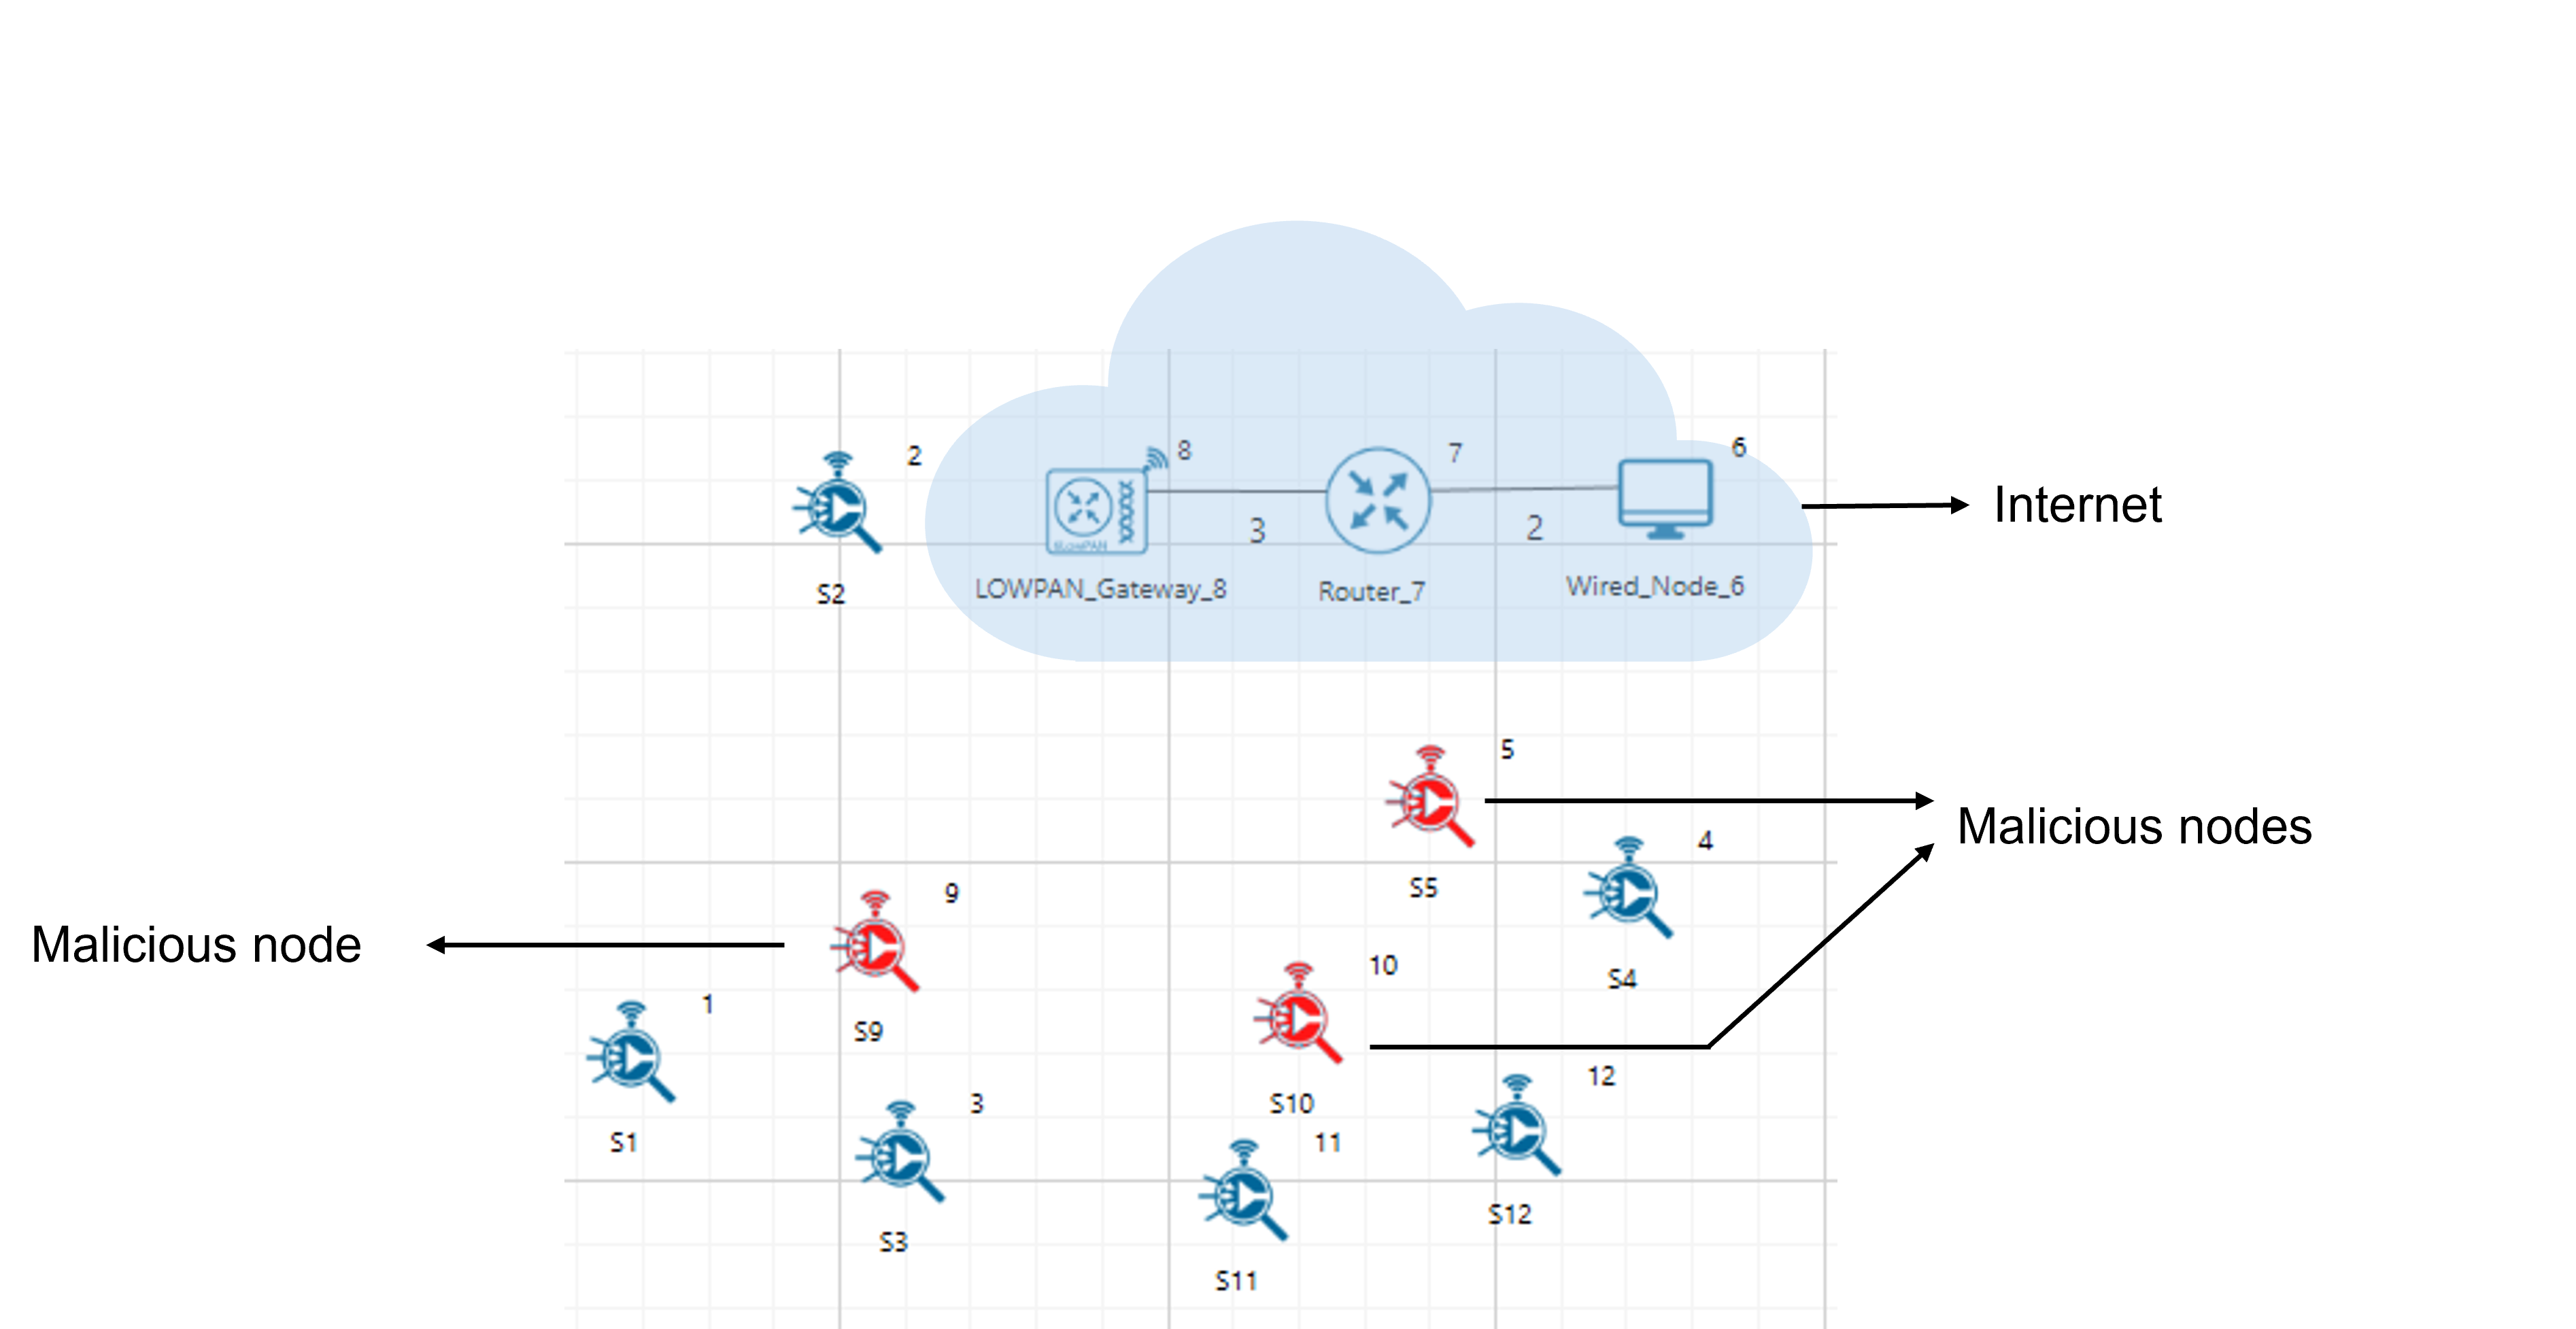 2
8
7
6
3
2
S2
LOWPAN_Gateway_8
Router_7
Wired_Node_6
Internet
5
Malicious nodes
4
S5
9
Malicious node
10
S4
1
S9
12
3
S10
S1
11
S12
S3
S11